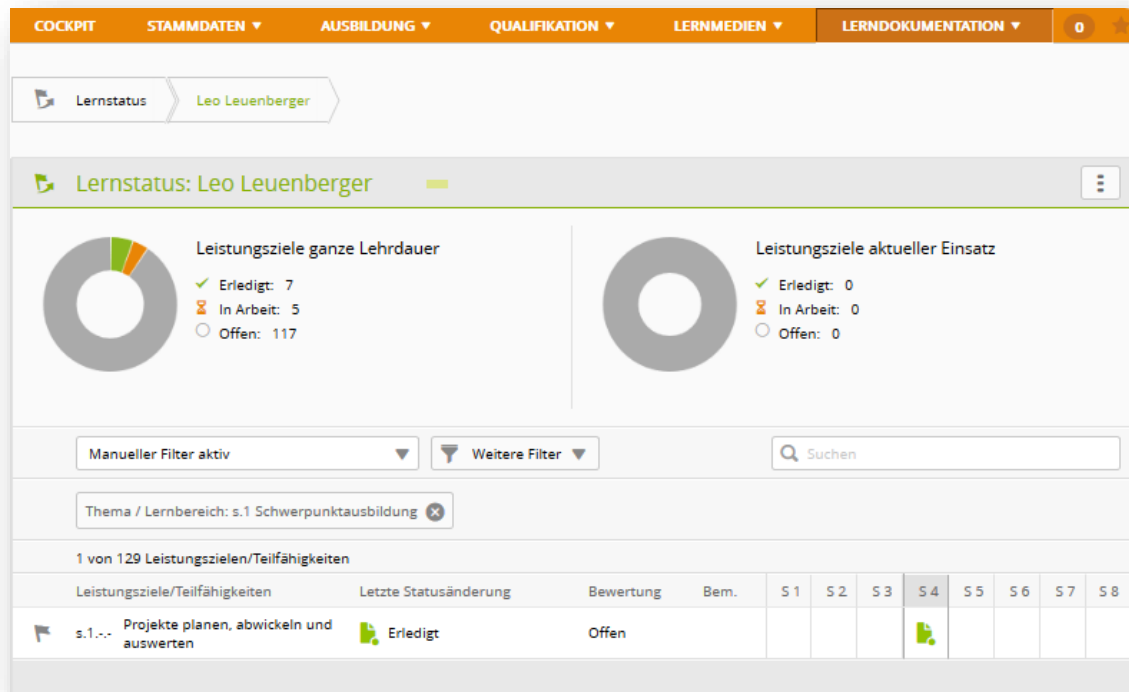 COCKPIT STAMMDATEN AUSBILDUNG QUALIFIKATION LERNMEDIEN LERNDOKUMENTATION 0
Lernstatus Leo Leuenberger
Lernstatus: Leo Leuenberger
Leistungsziele ganze Lehrdauer
Erledigt: 7
In Arbeit: 5
Offen: 117
Leistungsziele aktueller Einsatz
Erledigt: 0
In Arbeit: 0
Offen: 0
Manueller Filter aktiv Weitere Filter Suchen
Thema / Lernbereich: s.1 Schwerpunktausbildung
1 von 129 Leistungszielen/Teilfähigkeiten
Leistungsziele/Teilfähigkeiten Letzte Statusänderung Bewertung Bem. S 1 S 2 S 3 S 4 S 5 S 6 S 7 S 8
s.1.-.- Projekte planen, abwickeln und
auswerten Erledigt Offen